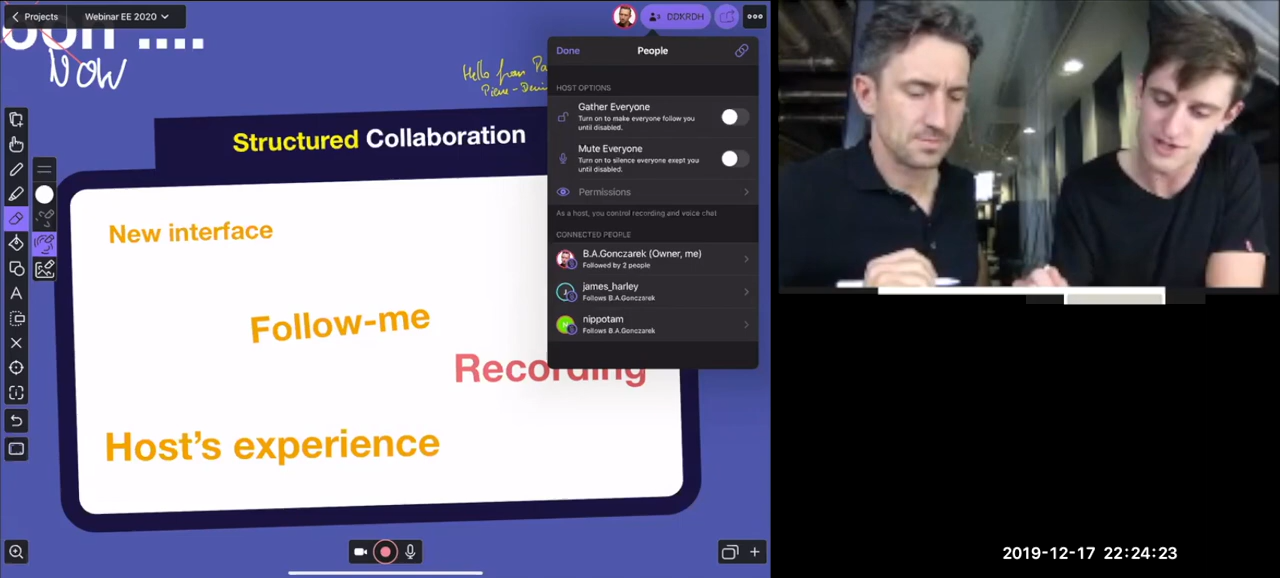 Projects
Webinar EE 2020
DDKRDH
Now
Hello from
Structured Collaboration
New interface
Follow-me
Recording
Host's experience
Done
People
HOST OPTIONS
Gather Everyone
Turn on to make everyone follow you
until disabled.
Mute Everyone
Turn on to silence everyone exept you
until disabled.
Permissions
As a host, you control recording and voice chat
CONNECTED PEOPLE
B.A.Gonczarek (Owner, me)
Followed by 2 people
james_harley
Follows B.A.Gonczarek
nippotam
Follows B.A.Gonczarek
2019-12-17 22:24:23